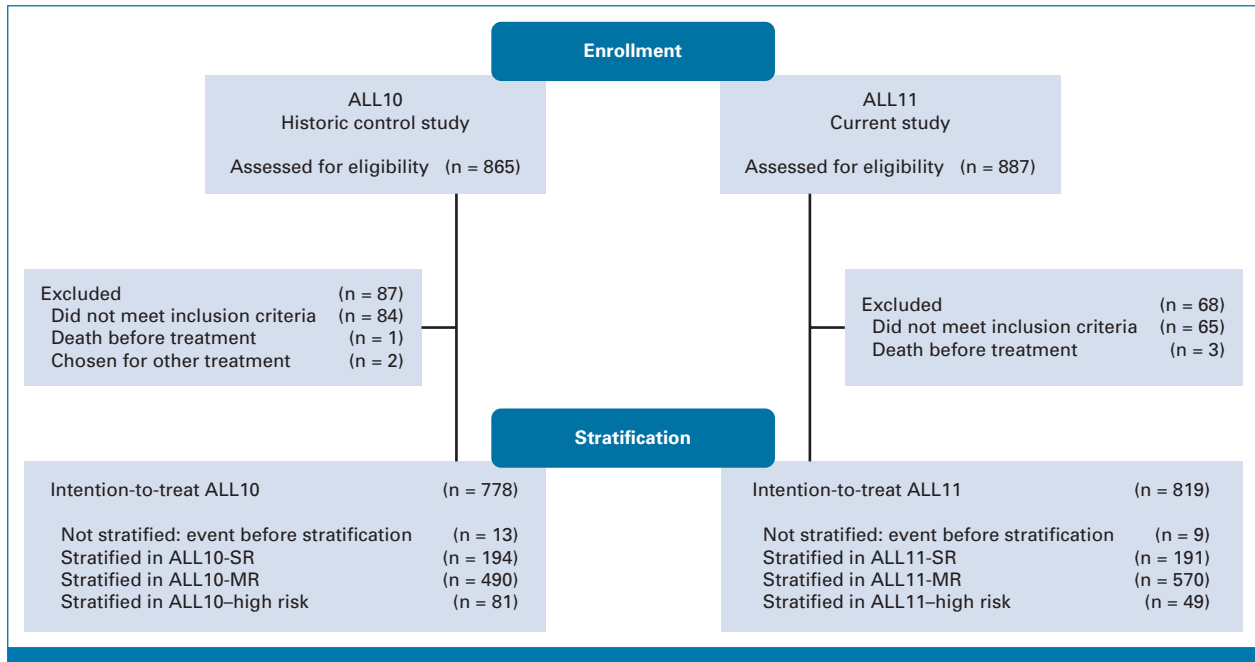 Enrollment
ALL10
Historic control study
Assessed for eligibility (n = 865)
ALL11
Current study
Assessed for eligibility (n = 887)
Excluded (n = 87)
Did not meet inclusion criteria (n = 84)
Death before treatment (n = 1)
Chosen for other treatment (n = 2)
Excluded (n = 68)
Did not meet inclusion criteria (n = 65)
Death before treatment (n = 3)
Stratification
Intention-to-treat ALL10 (n = 778)
Not stratified: event before stratification (n = 13)
Stratified in ALL10-SR (n = 194)
Stratified in ALL10-MR (n = 490)
Stratified in ALL10–high risk (n = 81)
Intention-to-treat ALL11 (n = 819)
Not stratified: event before stratification (n = 9)
Stratified in ALL11-SR (n = 191)
Stratified in ALL11-MR (n = 570)
Stratified in ALL11–high risk (n = 49)